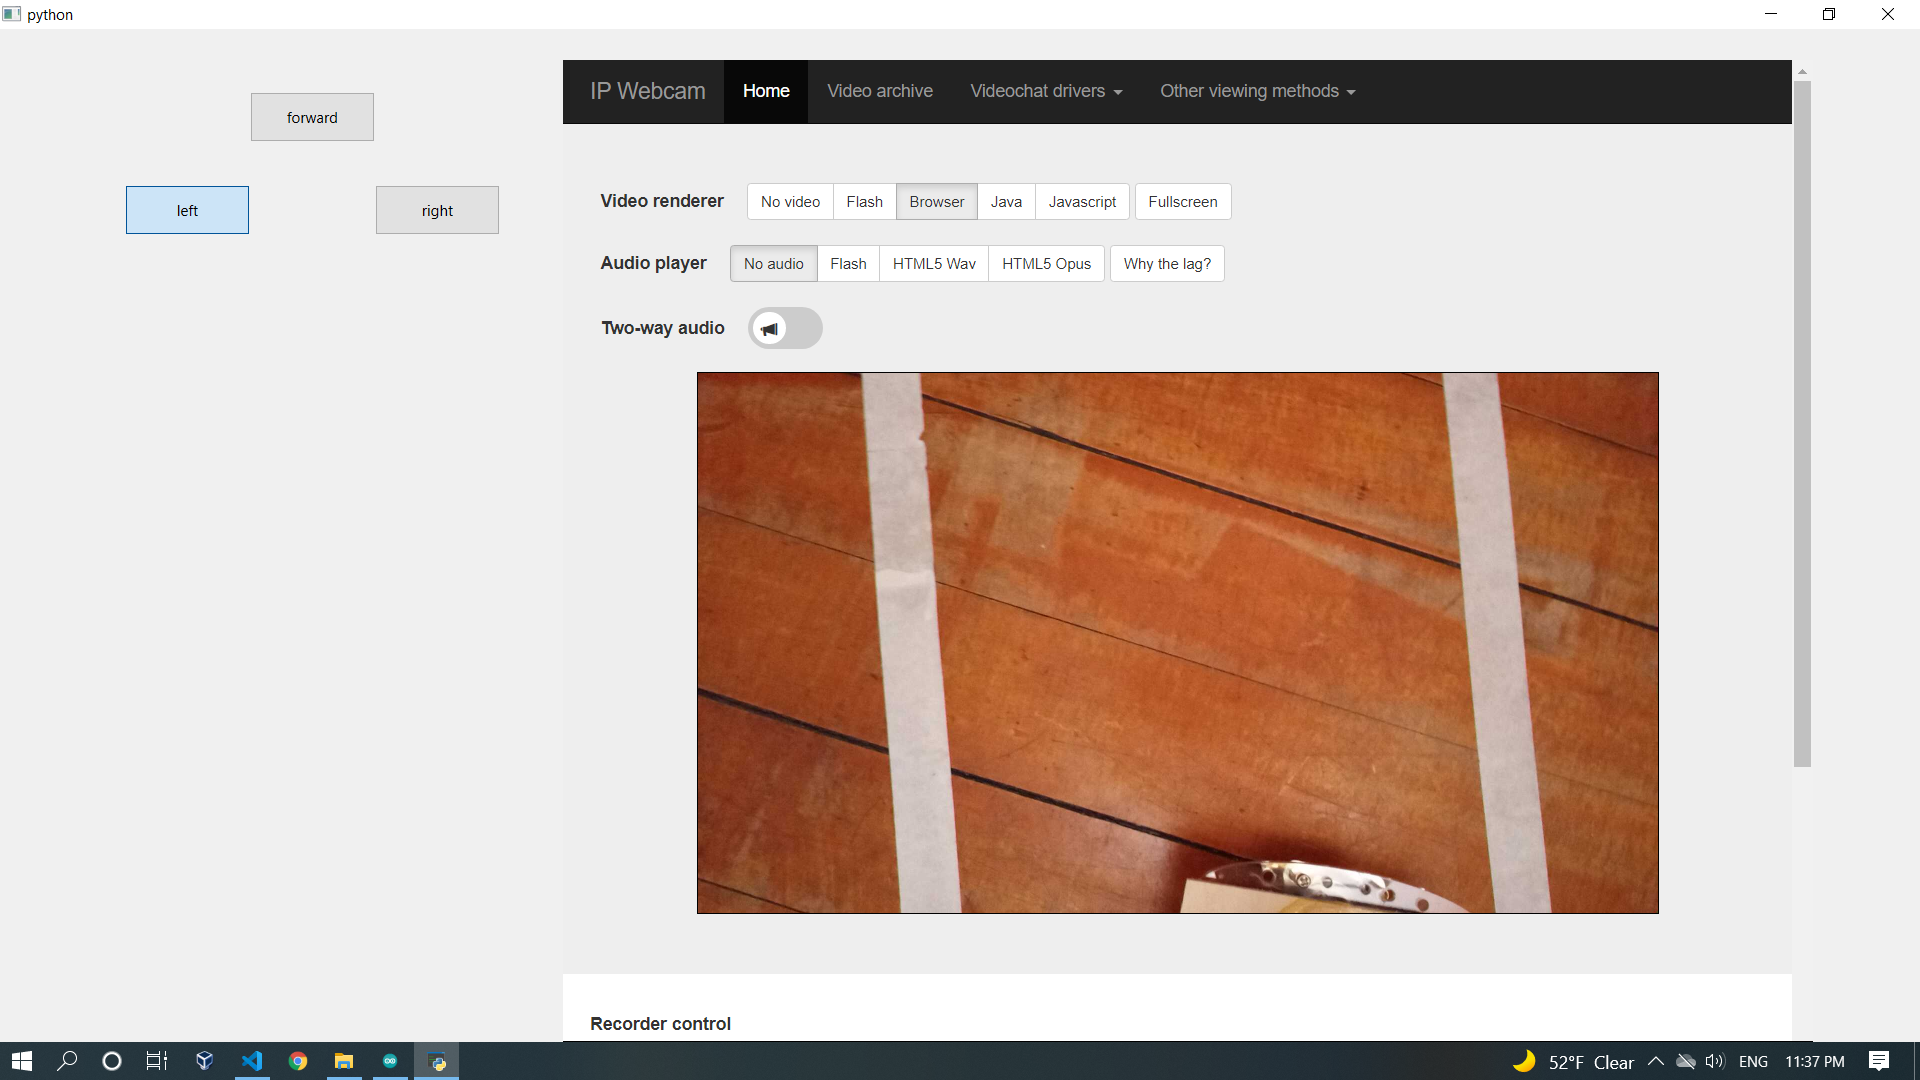 python
forward
left
right
IP Webcam Home Video archive Videochat drivers Other viewing methods
Video renderer No video Flash Browser Java Javascript Fullscreen
Audio player No audio Flash HTML5 Wav HTML5 Opus Why the lag?
Two-way audio
Recorder control
52°F Clear ENG 11:37 PM